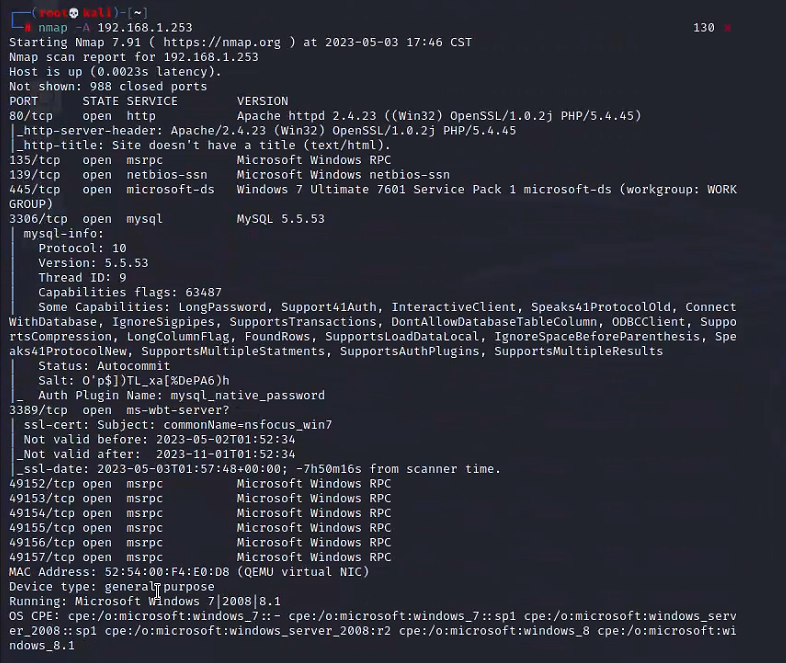 ┌──(root💀kali)-[~]
└─# nmap -A 192.168.1.253 130 ⨯
Starting Nmap 7.91 ( https://nmap.org ) at 2023-05-03 17:46 CST
Nmap scan report for 192.168.1.253
Host is up (0.0023s latency).
Not shown: 988 closed ports
PORT STATE SERVICE VERSION
80/tcp open http Apache httpd 2.4.23 ((Win32) OpenSSL/1.0.2j PHP/5.4.45)
|_http-server-header: Apache/2.4.23 (Win32) OpenSSL/1.0.2j PHP/5.4.45
|_http-title: Site doesn't have a title (text/html).
135/tcp open msrpc Microsoft Windows RPC
139/tcp open netbios-ssn Microsoft Windows netbios-ssn
445/tcp open microsoft-ds Windows 7 Ultimate 7601 Service Pack 1 microsoft-ds (workgroup: WORK
GROUP)
3306/tcp open mysql MySQL 5.5.53
| mysql-info:
| Protocol: 10
| Version: 5.5.53
| Thread ID: 9
| Capabilities flags: 63487
| Some Capabilities: LongPassword, Support41Auth, InteractiveClient, Speaks41ProtocolOld, Connect
WithDatabase, IgnoreSigpipes, SupportsTransactions, DontAllowDatabaseTableColumn, ODBCClient, Suppo
rtsCompression, LongColumnFlag, FoundRows, SupportsLoadDataLocal, IgnoreSpaceBeforeParenthesis, Spe
aks41ProtocolNew, SupportsMultipleStatments, SupportsAuthPlugins, SupportsMultipleResults
| Status: Autocommit
| Salt: O'p$])TL_xa[%DePA6)h
|_ Auth Plugin Name: mysql_native_password
3389/tcp open ms-wbt-server?
| ssl-cert: Subject: commonName=nsfocus_win7
| Not valid before: 2023-05-02T01:52:34
|_Not valid after: 2023-11-01T01:52:34
|_ssl-date: 2023-05-03T01:57:48+00:00; -7h50m16s from scanner time.
49152/tcp open msrpc Microsoft Windows RPC
49153/tcp open msrpc Microsoft Windows RPC
49154/tcp open msrpc Microsoft Windows RPC
49155/tcp open msrpc Microsoft Windows RPC
49156/tcp open msrpc Microsoft Windows RPC
49157/tcp open msrpc Microsoft Windows RPC
MAC Address: 52:54:00:F4:E0:D8 (QEMU virtual NIC)
Device type: general purpose
Running: Microsoft Windows 7|2008|8.1
OS CPE: cpe:/o:microsoft:windows_7::- cpe:/o:microsoft:windows_7::sp1 cpe:/o:microsoft:windows_serv
er_2008::sp1 cpe:/o:microsoft:windows_server_2008:r2 cpe:/o:microsoft:windows_8 cpe:/o:microsoft:wi
ndows_8.1